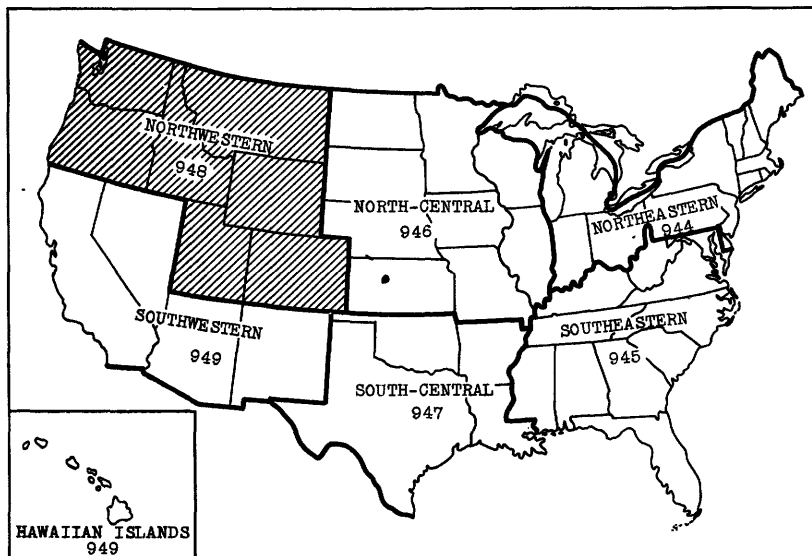 NORTHWESTERN
948
NORTH-CENTRAL
946
NORTHEASTERN
944
SOUTHWESTERN
949
SOUTHEASTERN
945
SOUTH-CENTRAL
947
HAWAIIAN ISLANDS
949